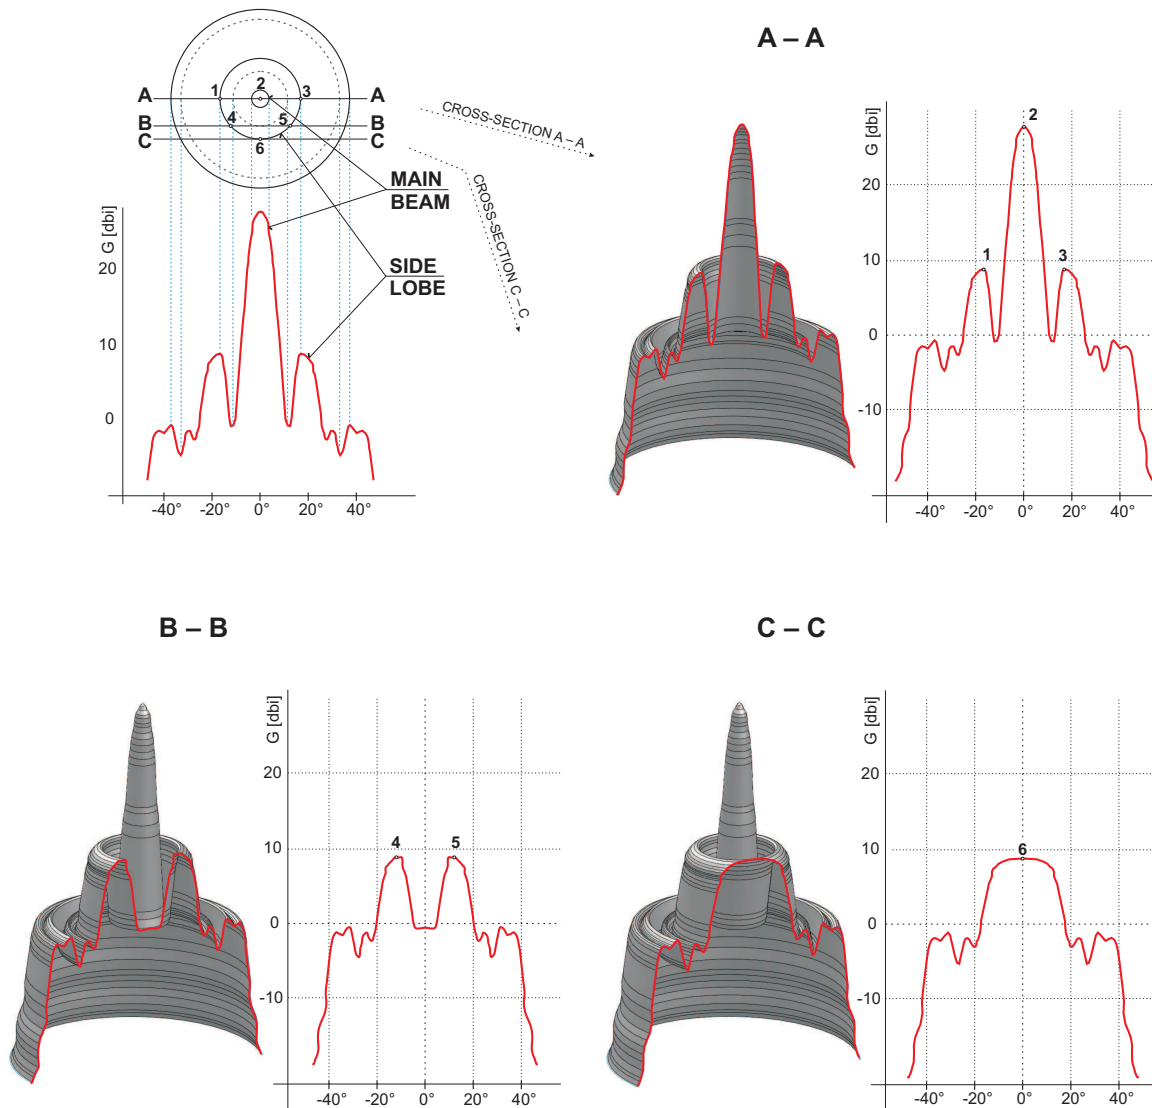 A – A
1
2
3
A
A
4
5
B
B
C
C
6
CROSS-SECTION A – A
CROSS-SECTION C – C
MAIN
BEAM
SIDE
LOBE
G [dbi]
20
10
0
-40°
-20°
0°
20°
40°
G [dbi]
2
20
1
3
10
0
-10
-40°
-20°
0°
20°
40°
B – B
G [dbi]
20
10
4
5
0
-10
-40°
-20°
0°
20°
40°
C – C
G [dbi]
20
10
6
0
-10
-40°
-20°
0°
20°
40°